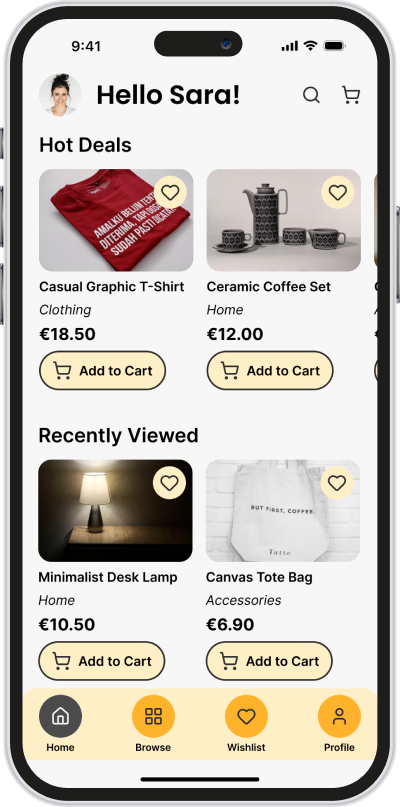 9:41
Hello Sara!
Hot Deals
AMALKU BELUM TENTU
DITERIMA, TAPI DOSAKU
SUDAH PASTI DICATAT
Casual Graphic T-Shirt
Ceramic Coffee Set
Clothing
Home
€18.50
€12.00
Add to Cart
Add to Cart
Recently Viewed
BUT FIRST, COFFEE.
Tatte
Minimalist Desk Lamp
Canvas Tote Bag
Home
Accessories
€10.50
€6.90
Add to Cart
Add to Cart
Home
Browse
Wishlist
Profile